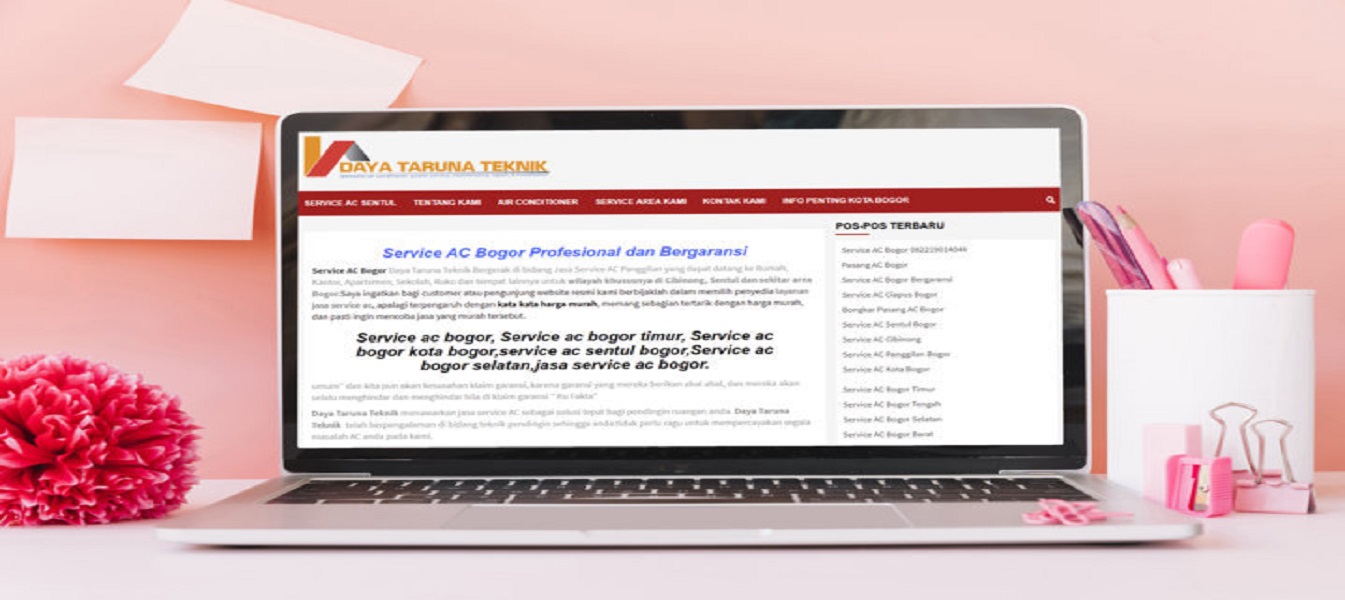 DAYA TARUNA TEKNIK
SERVICE AC SENTUL TENTANG KAMI AIR CONDITIONER SERVICE AREA KAMI KONTAK KAMI INFO PENTING KOTA BOGOR
Service AC Bogor Profesional dan Bergaransi
Service AC Bogor Daya Taruna Teknik Bergerak di bidang Jasa Service AC Panggilan yang dapat datang ke Rumah,
Kantor, Apartemen, Sekolah, Ruko dan tempat lainnya untuk wilayah khususnya di Cibinong, Sentul dan sekitar area
Bogor.Saya ingatkan bagi customer atau pengunjung website resmi kami berbijaklah dalam memilih penyedia layanan
jasa service ac, apalagi terpengaruh dengan kata kata harga murah, memang sebagian tertarik dengan harga murah,
dan pasti ingin mencoba jasa yang murah tersebut.
Service ac bogor, Service ac bogor timur, Service ac
bogor kota bogor,service ac sentul bogor,Service ac
bogor selatan,jasa service ac bogor.
umum" dan kita pun akan kesusahan klaim garansi, karena garansi yang mereka berikan abal abal, dan mereka akan
selalu menghindar dan menghindar bila di klaim garansi " Itu Fakta"
Daya Taruna Teknik menawarkan jasa service AC sebagai solusi tepat bagi pendingin ruangan anda. Daya Taruna
Teknik telah berpengalaman di bidang teknik pendingin sehingga anda tidak perlu ragu untuk mempercayakan segala
masalah AC anda pada kami.
POS-POS TERBARU
Service AC Bogor
Pasang AC Bogor
Service AC Bogor Bergaransi
Service AC Ciapus Bogor
Bongkar Pasang AC Bogor
Service AC Sentul Bogor
Service AC Cibinong
Service AC Panggilan Bogor
Service AC Kota Bogor
Service AC Bogor Timur
Service AC Bogor Tengah
Service AC Bogor Selatan
Service AC Bogor Barat